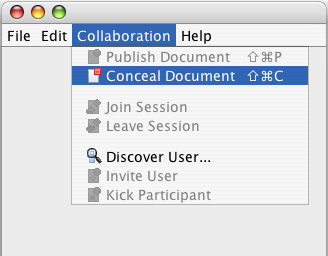 File Edit Collaboration Help
Publish Document ⇧⌘P
Conceal Document ⇧⌘C
Join Session
Leave Session
Discover User...
Invite User
Kick Participant